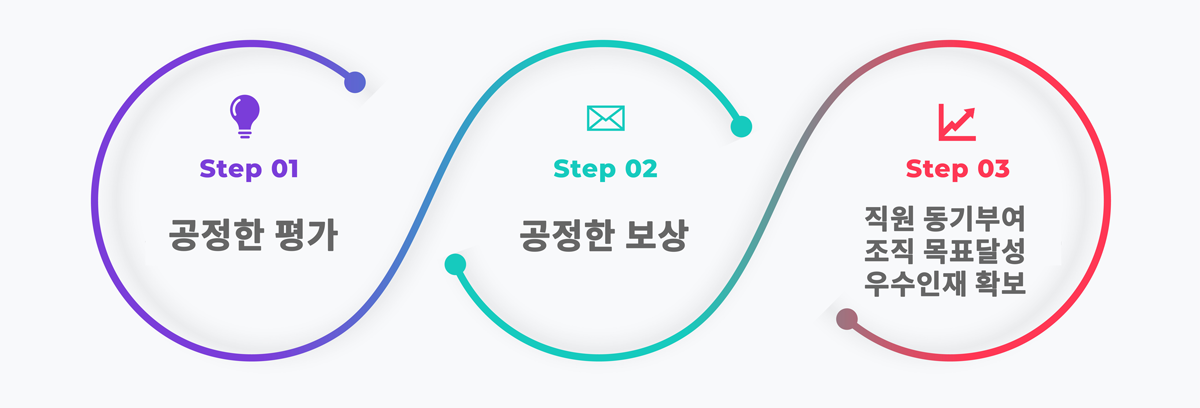 Step 01
공정한 평가
Step 02
공정한 보상
Step 03
직원 동기부여
조직 목표달성
우수인재 확보